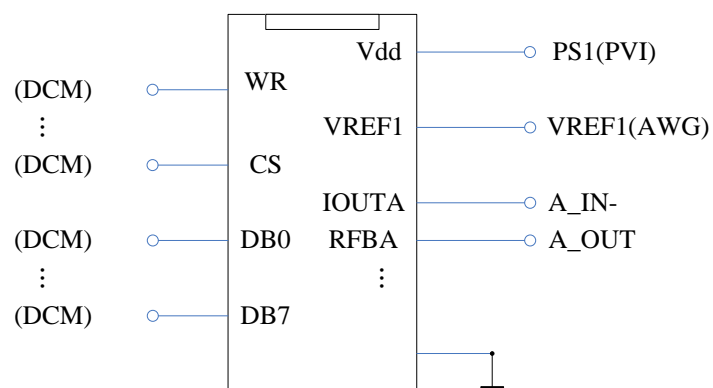 Vdd PS1(PVI)
(DCM) WR
⋮
VREF1 VREF1(AWG)
(DCM) CS
IOUTA A_IN-
(DCM) DB0 RFBA A_OUT
⋮ ⋮
(DCM) DB7